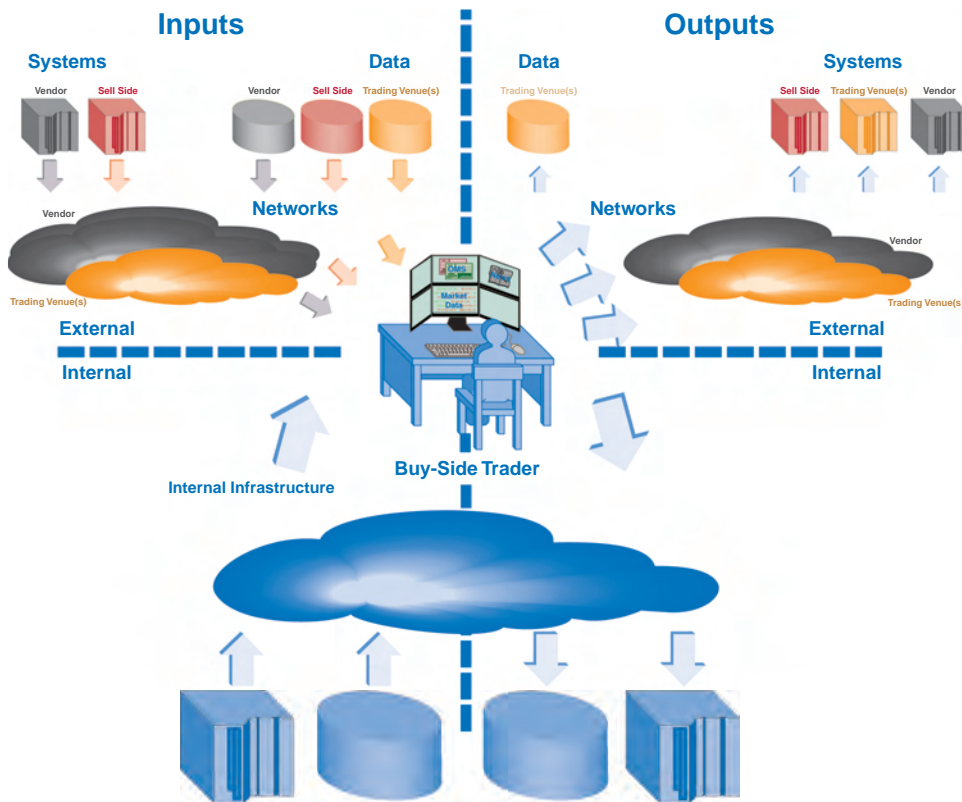 Inputs
Outputs
Systems
Data
Data
Systems
Vendor
Sell Side
Vendor
Sell Side
Trading Venue(s)
Trading Venue(s)
Sell Side
Trading Venue(s)
Vendor
Networks
Networks
Vendor
Vendor
OMS
News
Market
Data
Trading Venue(s)
Trading Venue(s)
External
External
Internal
Internal
Buy-Side Trader
Internal Infrastructure